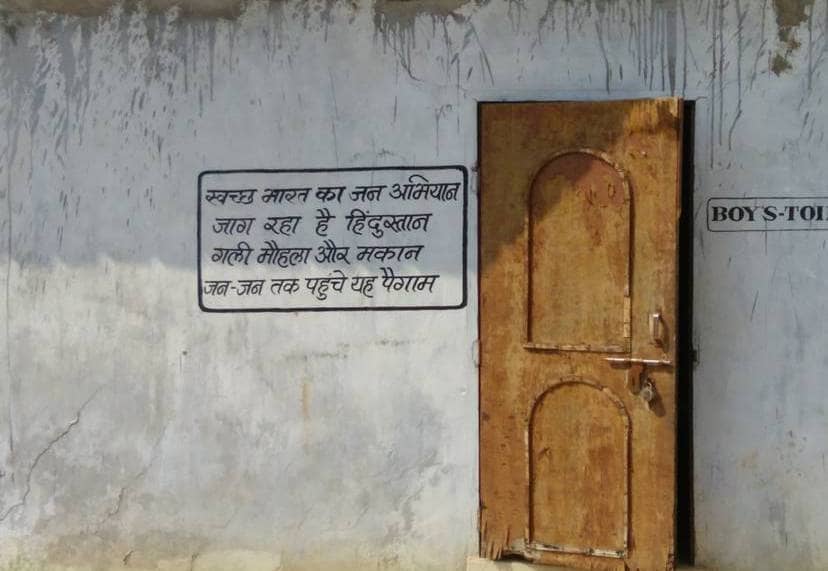 स्वच्छ भारत का जन अभियान
जाग रहा है हिंदुस्तान
गली मौहला और मकान
जन-जन तक पहुंचे यह पैगाम
BOY'S-TOI